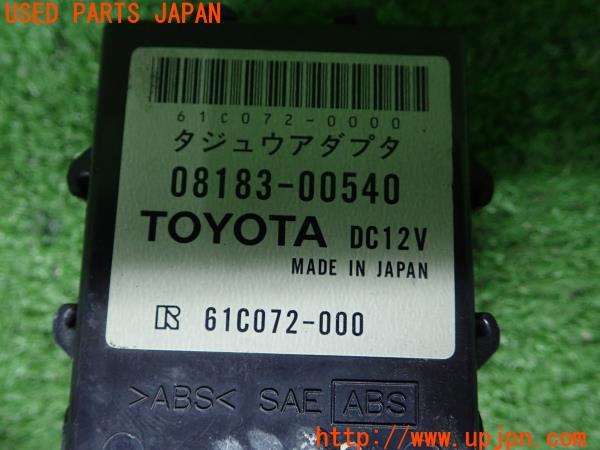 USED PARTS JAPAN
61C072-0000
タジュウアダプタ
08183-00540
TOYOTA DC12V
MADE IN JAPAN
R 61C072-000
>ABS< SAE ABS
http://www.upjpn.com